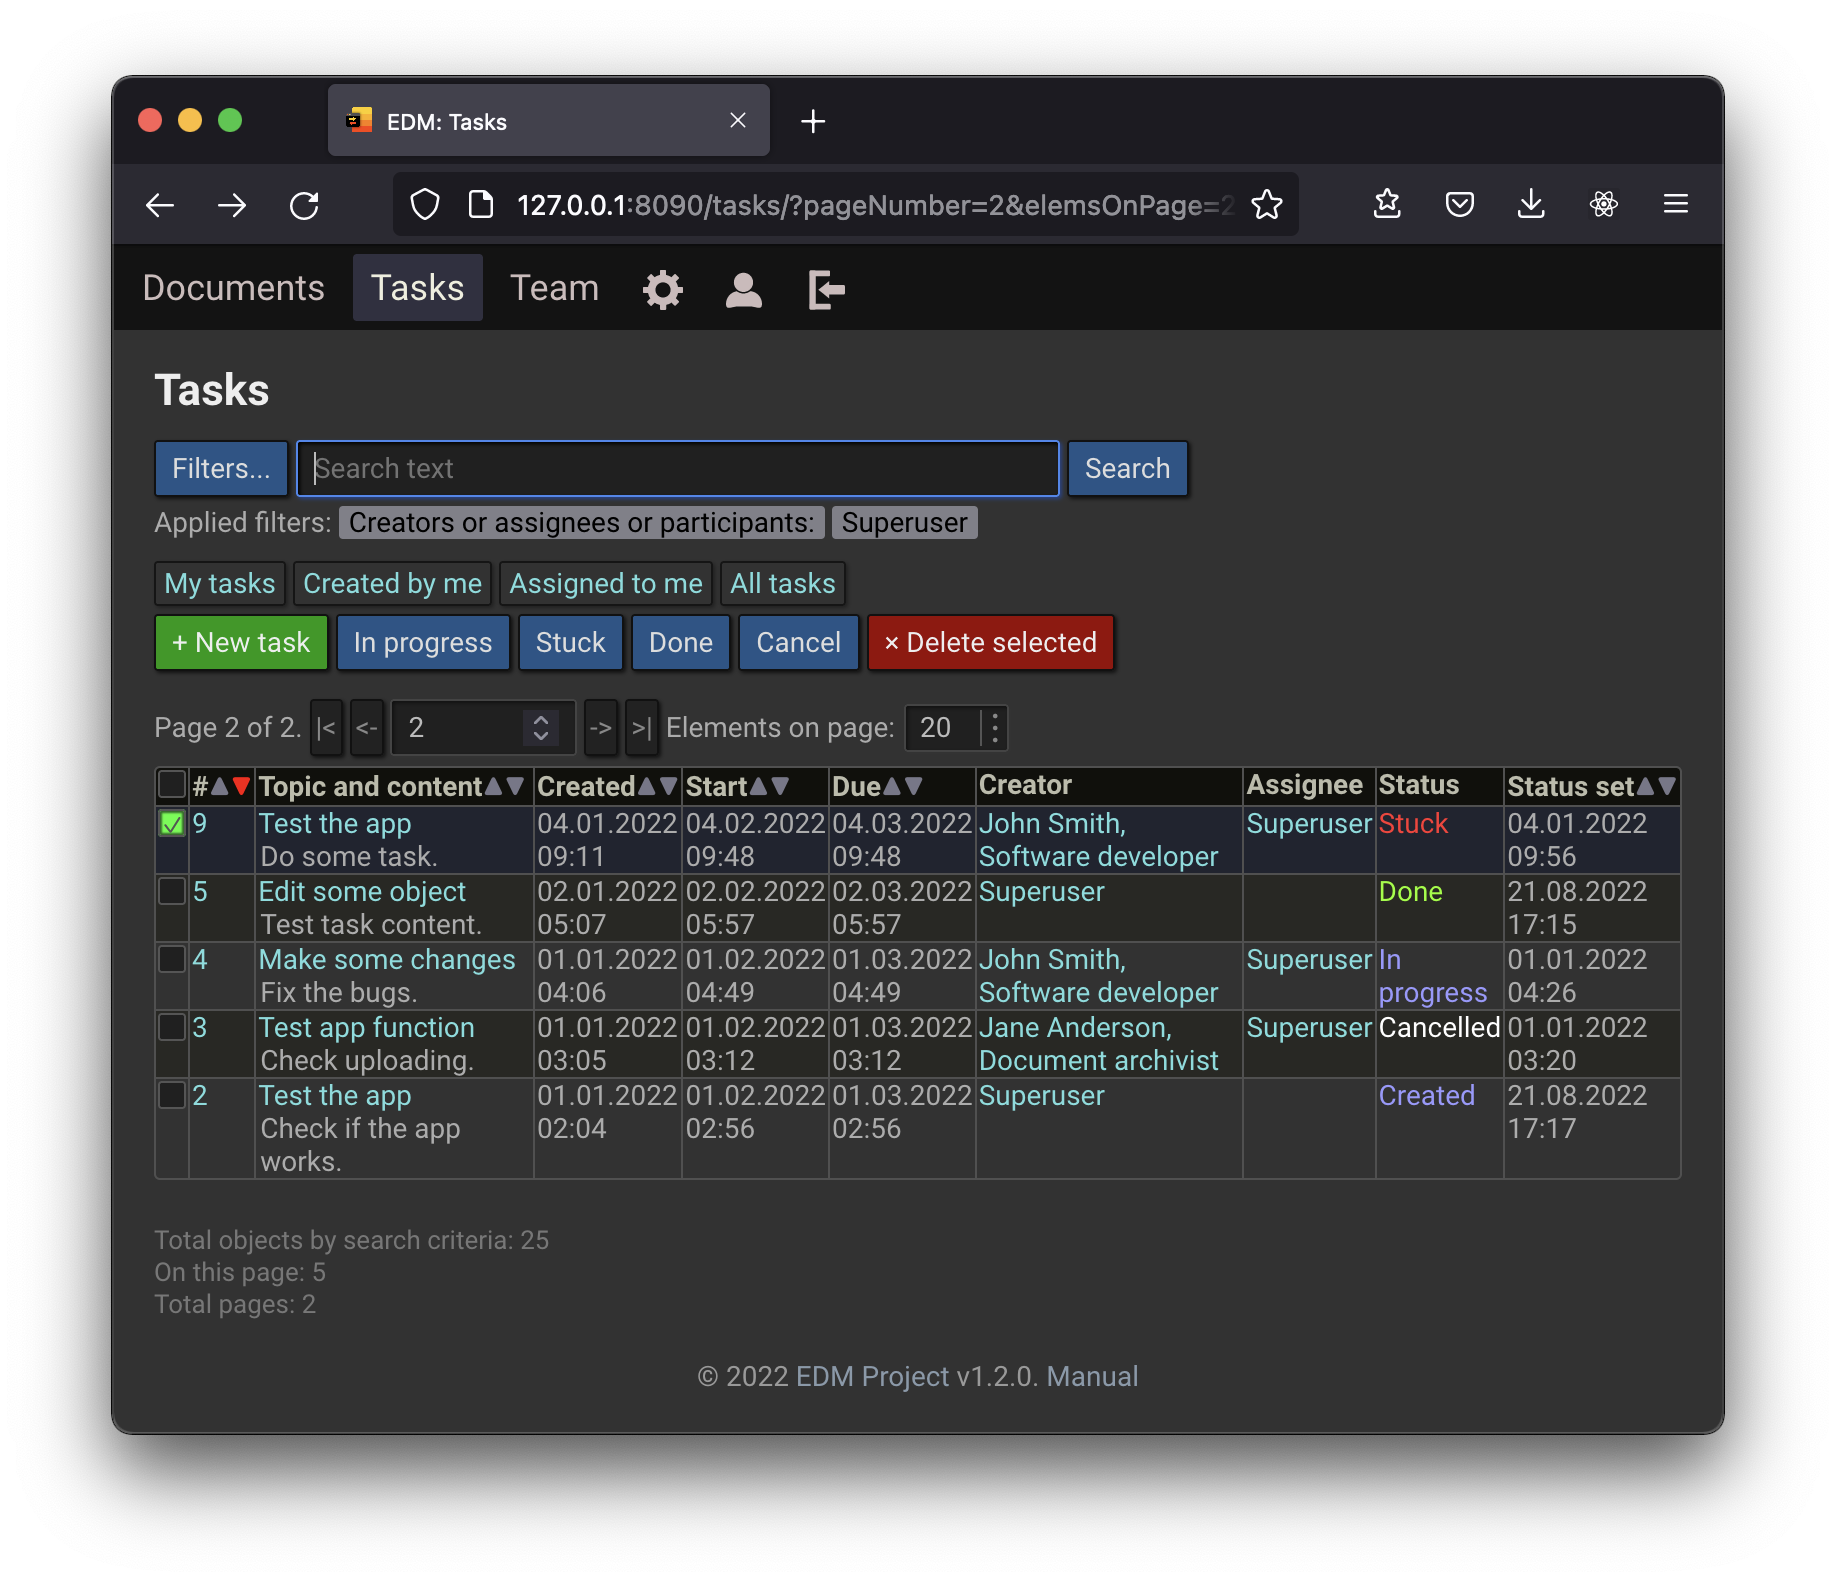 EDM: Tasks
127.0.0.1:8090/tasks/?pageNumber=2&elemsOnPage=2
Documents Tasks Team
Tasks
Filters... Search text Search
Applied filters: Creators or assignees or participants: Superuser
My tasks Created by me Assigned to me All tasks
+ New task In progress Stuck Done Cancel × Delete selected
Page 2 of 2. |< <- 2 -> >| Elements on page: 20
# Topic and content Created Start Due Creator Assignee Status Status set
9 Test the app 04.01.2022 04.02.2022 04.03.2022 John Smith, Superuser Stuck 04.01.2022
Do some task. 09:11 09:48 09:48 Software developer 09:56
5 Edit some object 02.01.2022 02.02.2022 02.03.2022 Superuser Done 21.08.2022
Test task content. 05:07 05:57 05:57 17:15
4 Make some changes 01.01.2022 01.02.2022 01.03.2022 John Smith, Superuser In 01.01.2022
Fix the bugs. 04:06 04:49 04:49 Software developer progress 04:26
3 Test app function 01.01.2022 01.02.2022 01.03.2022 Jane Anderson, Superuser Cancelled 01.01.2022
Check uploading. 03:05 03:12 03:12 Document archivist 03:20
2 Test the app 01.01.2022 01.02.2022 01.03.2022 Superuser Created 21.08.2022
Check if the app 02:04 02:56 02:56 17:17
works.
Total objects by search criteria: 25
On this page: 5
Total pages: 2
© 2022 EDM Project v1.2.0. Manual